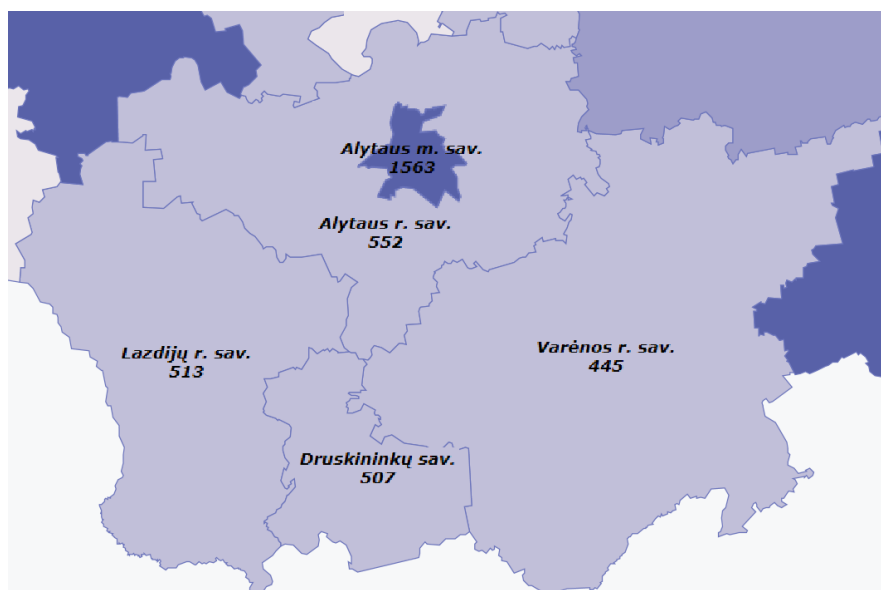 Alytaus m. sav.
1563
Alytaus r. sav.
552
Lazdijų r. sav.
513
Varėnos r. sav.
445
Druskininkų sav.
507